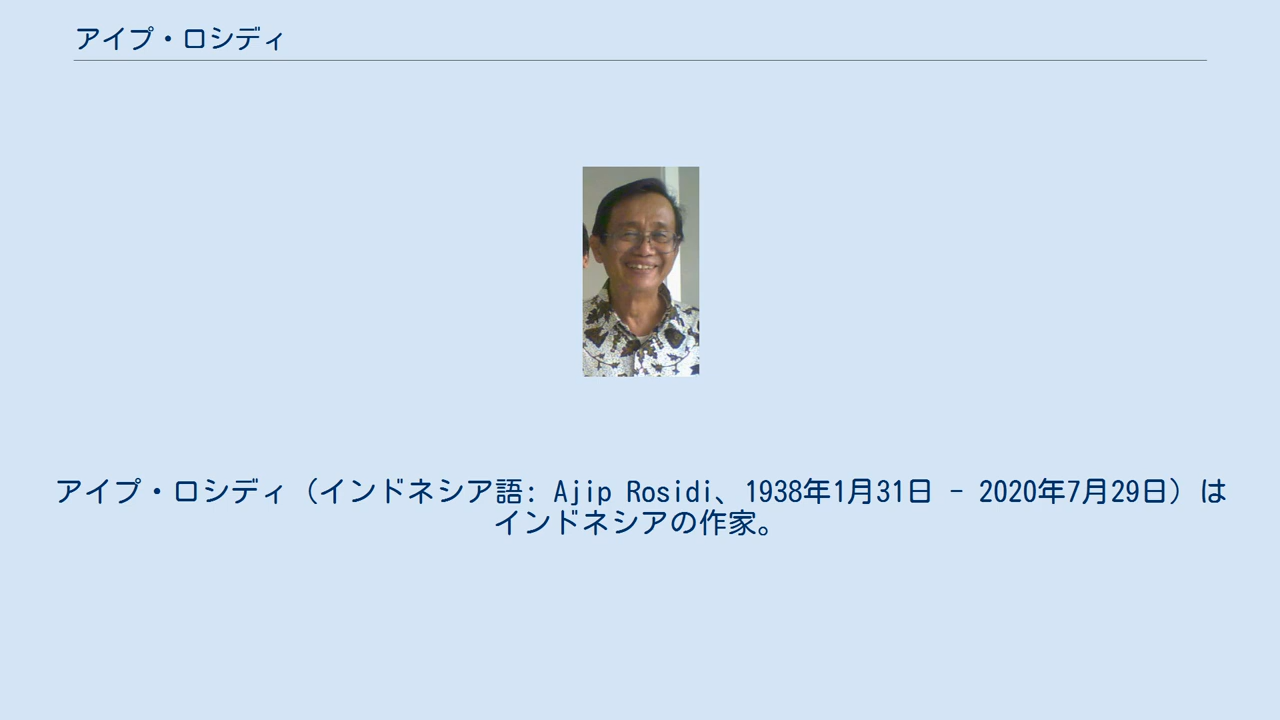 アイプ・ロシディ
アイプ・ロシディ（インドネシア語: Ajip Rosidi、1938年1月31日 - 2020年7月29日）は
インドネシアの作家。